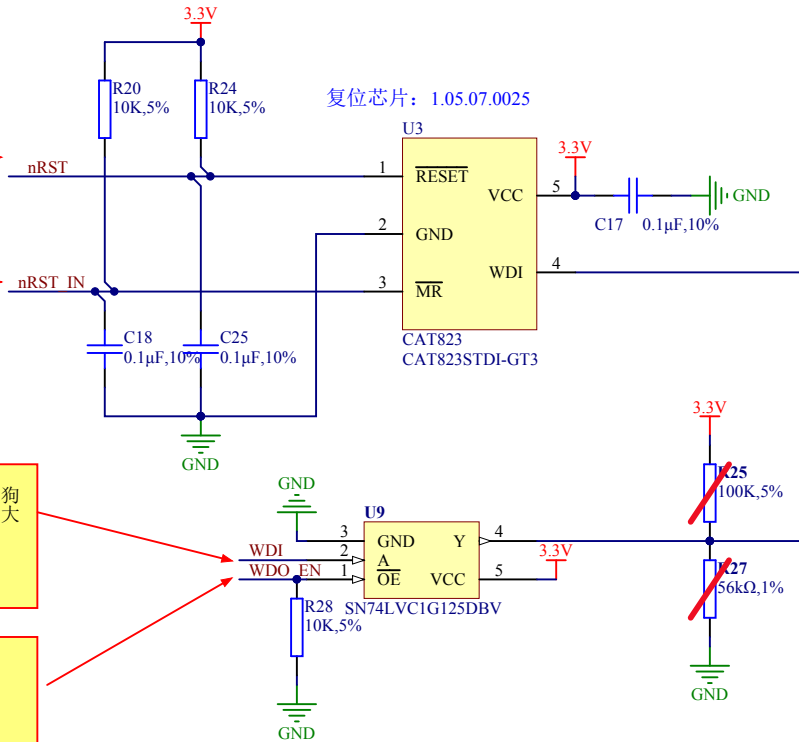 3.3V
R20
10K,5%
R24
10K,5%
复位芯片：1.05.07.0025
U3
nRST
1
RESET
VCC
5
3.3V
C17
0.1μF,10%
GND
2
GND
WDI
4
nRST_IN
3
MR
C18
0.1μF,10%
C25
0.1μF,10%
CAT823
CAT823STDI-GT3
GND
狗
大
GND
U9
3
GND
Y
4
WDI
2
A
WDO_EN
1
OE
VCC
5
3.3V
SN74LVC1G125DBV
R28
10K,5%
GND
3.3V
R25
100K,5%
R27
56kΩ,1%
GND